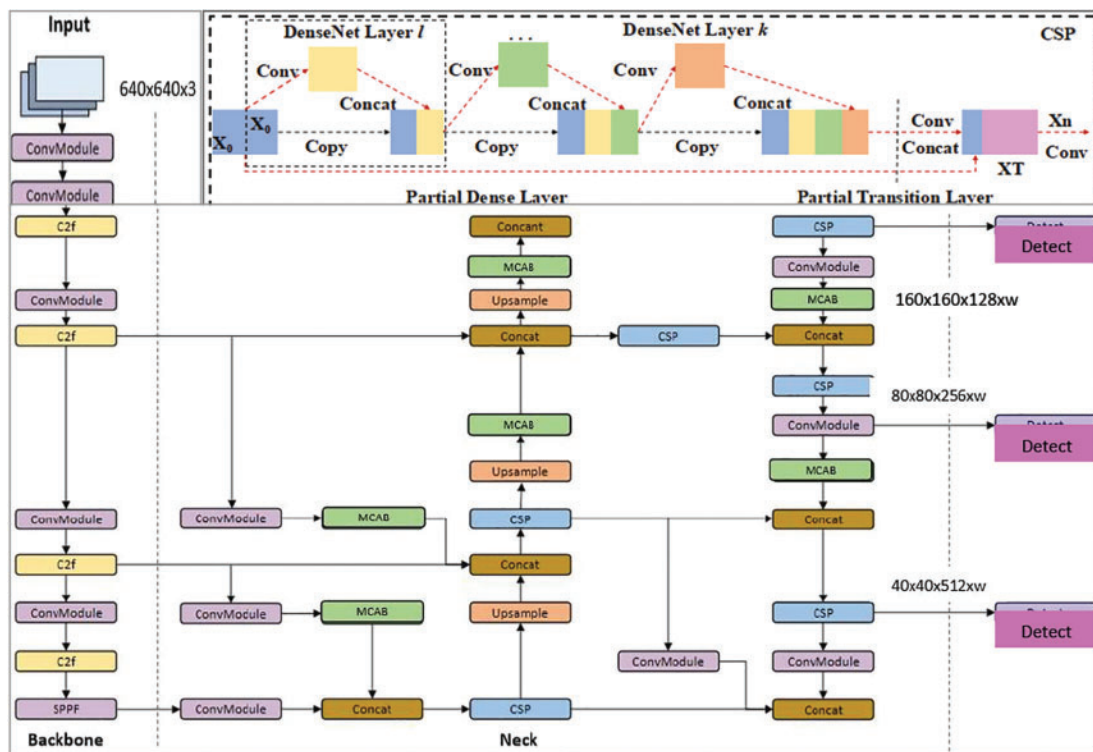 Input
640x640x3
ConvModule
ConvModule
DenseNet Layer l
...
DenseNet Layer k
CSP
Conv
Conv
Conv
Concat
Concat
Concat
X0
X0
Copy
Copy
Copy
Conv
Concat
Xn
Conv
XT
Partial Dense Layer
Partial Transition Layer
C2f
Concant
CSP
Detect
Detect
MCAB
ConvModule
ConvModule
Upsample
MCAB
160x160x128xw
C2f
Concat
CSP
Concat
CSP
80x80x256xw
MCAB
ConvModule
Detect
Upsample
MCAB
ConvModule
ConvModule
MCAB
CSP
Concat
C2f
Concat
40x40x512xw
ConvModule
ConvModule
MCAB
Upsample
CSP
Detect
C2f
ConvModule
ConvModule
SPPF
ConvModule
Concat
CSP
Concat
Backbone
Neck